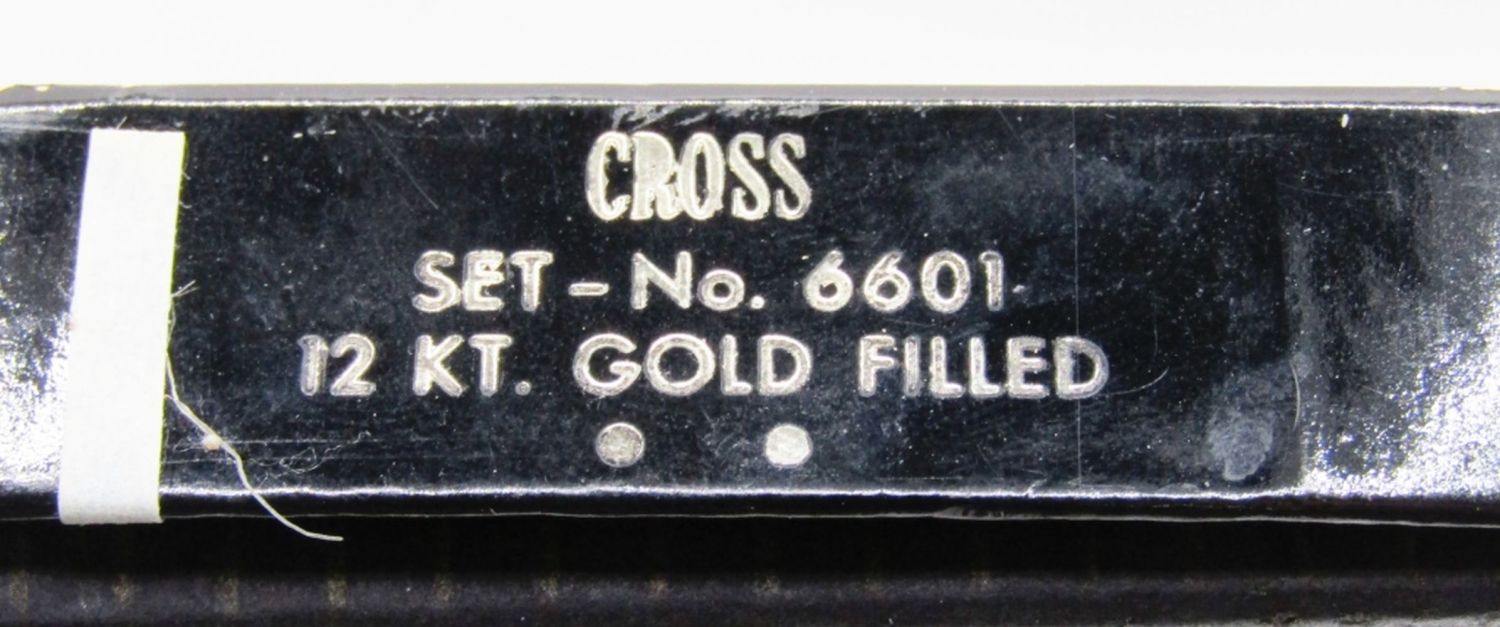 CROSS
SET - No. 6601
12 KT. GOLD FILLED